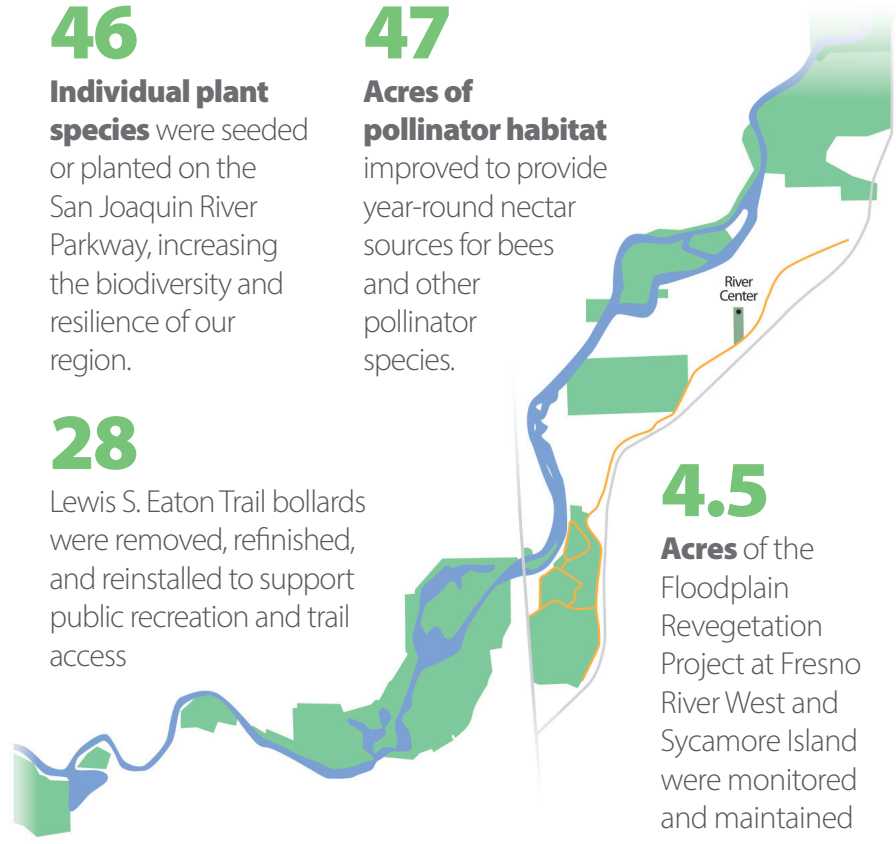 46
Individual plant
species were seeded
or planted on the
San Joaquin River
Parkway, increasing
the biodiversity and
resilience of our
region.
47
Acres of
pollinator habitat
improved to provide
year-round nectar
sources for bees
and other
pollinator
species.
River
Center
28
Lewis S. Eaton Trail bollards
were removed, refinished,
and reinstalled to support
public recreation and trail
access
4.5
Acres of the
Floodplain
Revegetation
Project at Fresno
River West and
Sycamore Island
were monitored
and maintained